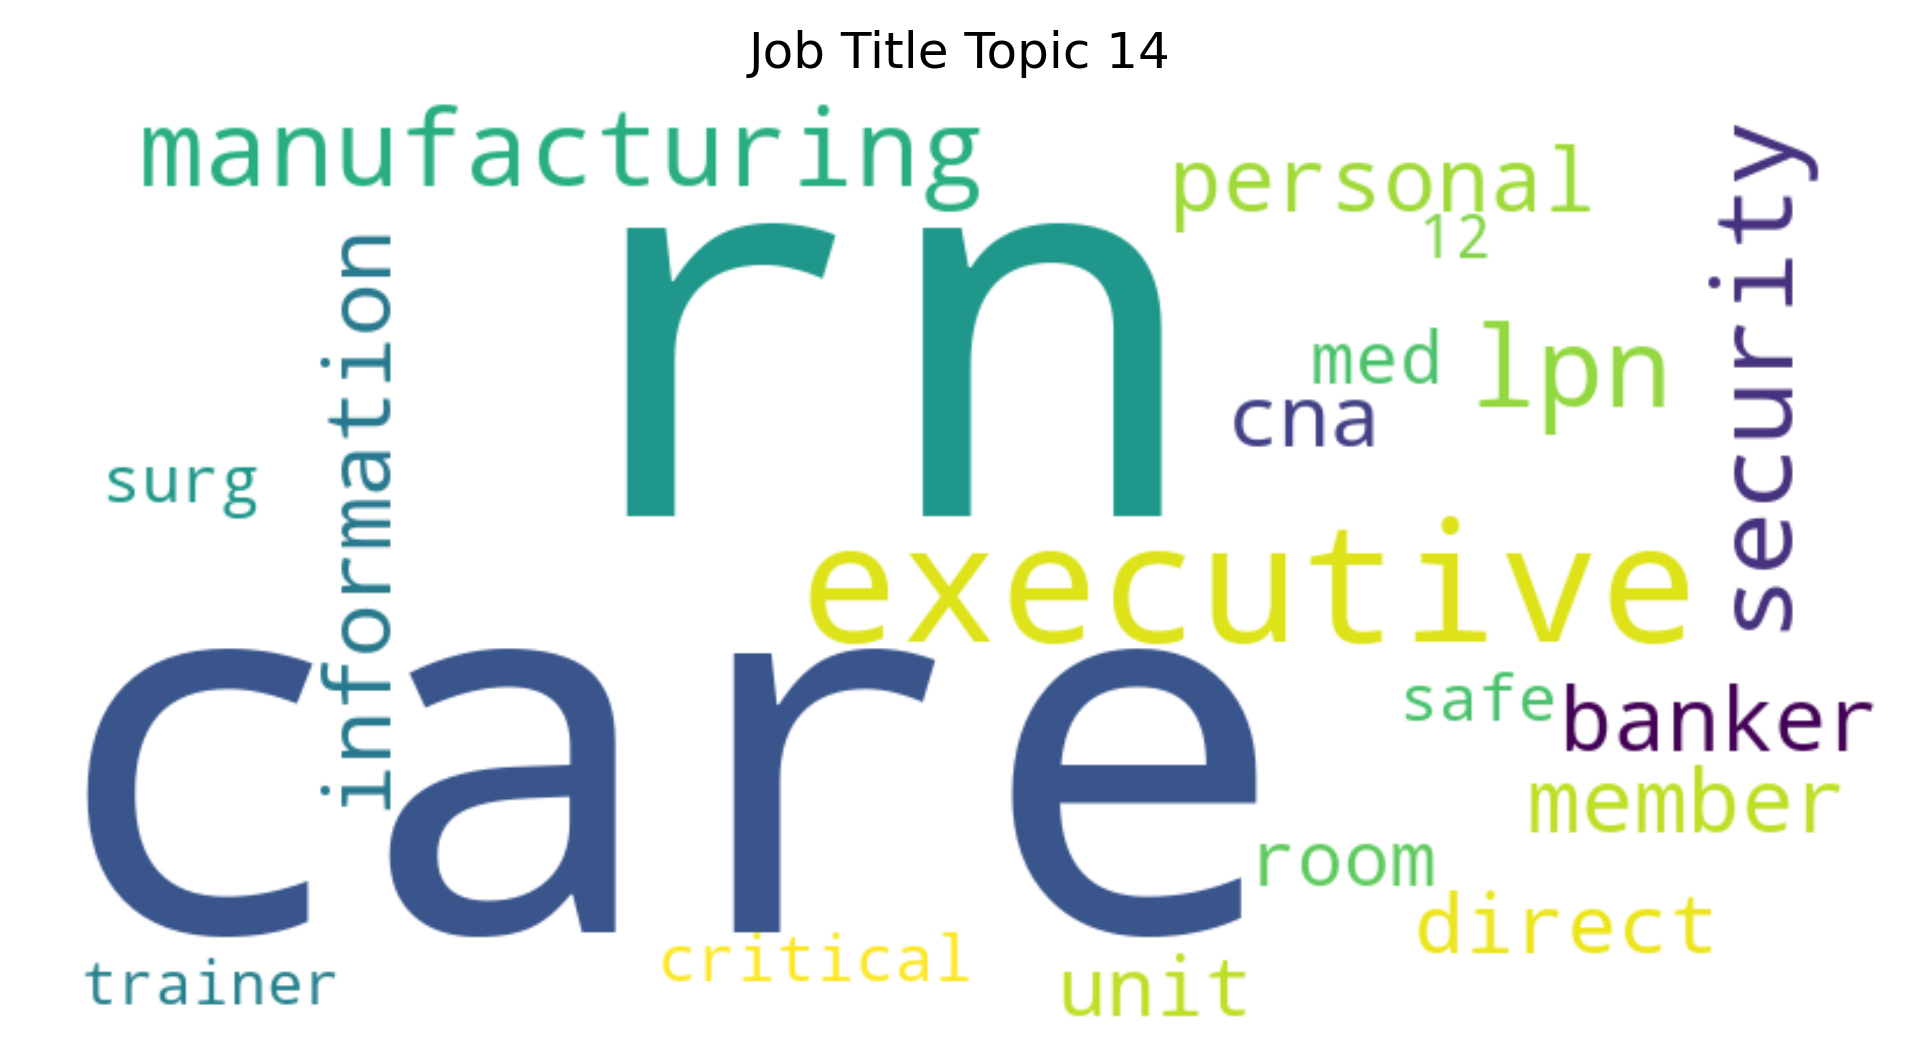 Job Title Topic 14
manufacturing
personal
security
12
rn
information
med
lpn
cna
surg
executive
care
safe
banker
member
room
direct
critical
unit
trainer